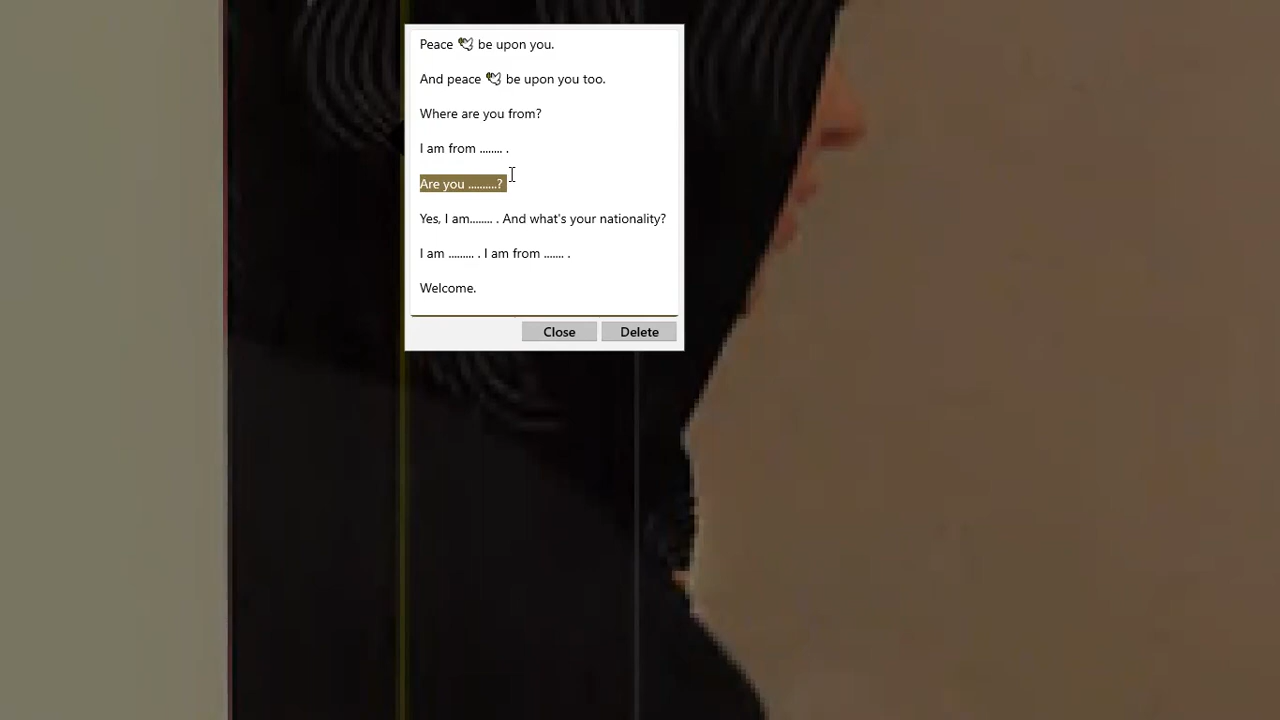 Peace 🕊 be upon you.
And peace 🕊 be upon you too.
Where are you from?
I am from ........ .
Are you ..........?
Yes, I am........ . And what's your nationality?
I am ......... . I am from ....... .
Welcome.
Close Delete